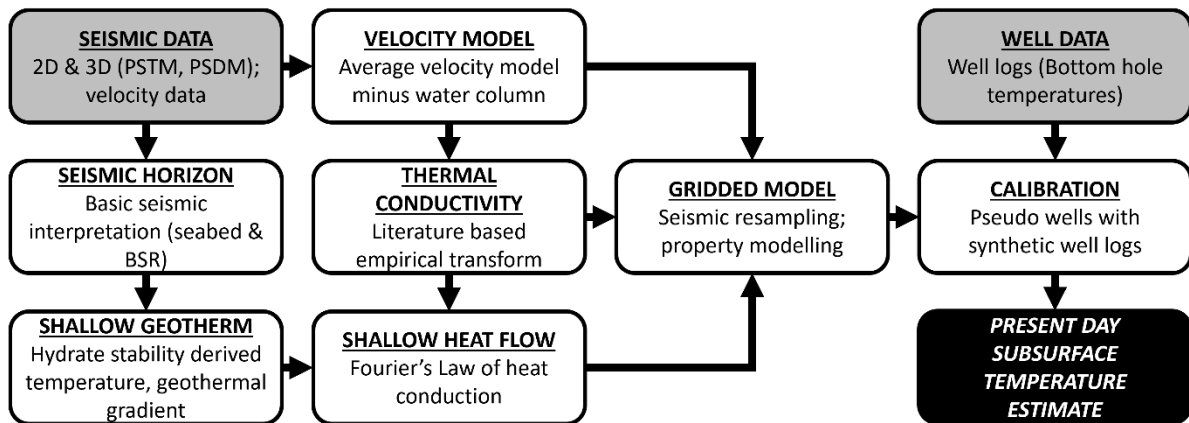 SEISMIC DATA
2D & 3D (PSTM, PSDM);
velocity data
VELOCITY MODEL
Average velocity model
minus water column
WELL DATA
Well logs (Bottom hole
temperatures)
SEISMIC HORIZON
Basic seismic
interpretation (seabed &
BSR)
THERMAL
CONDUCTIVITY
Literature based
empirical transform
GRIDDED MODEL
Seismic resampling;
property modelling
CALIBRATION
Pseudo wells with
synthetic well logs
SHALLOW GEOTHERM
Hydrate stability derived
temperature, geothermal
gradient
SHALLOW HEAT FLOW
Fourier’s Law of heat
conduction
PRESENT DAY
SUBSURFACE
TEMPERATURE
ESTIMATE